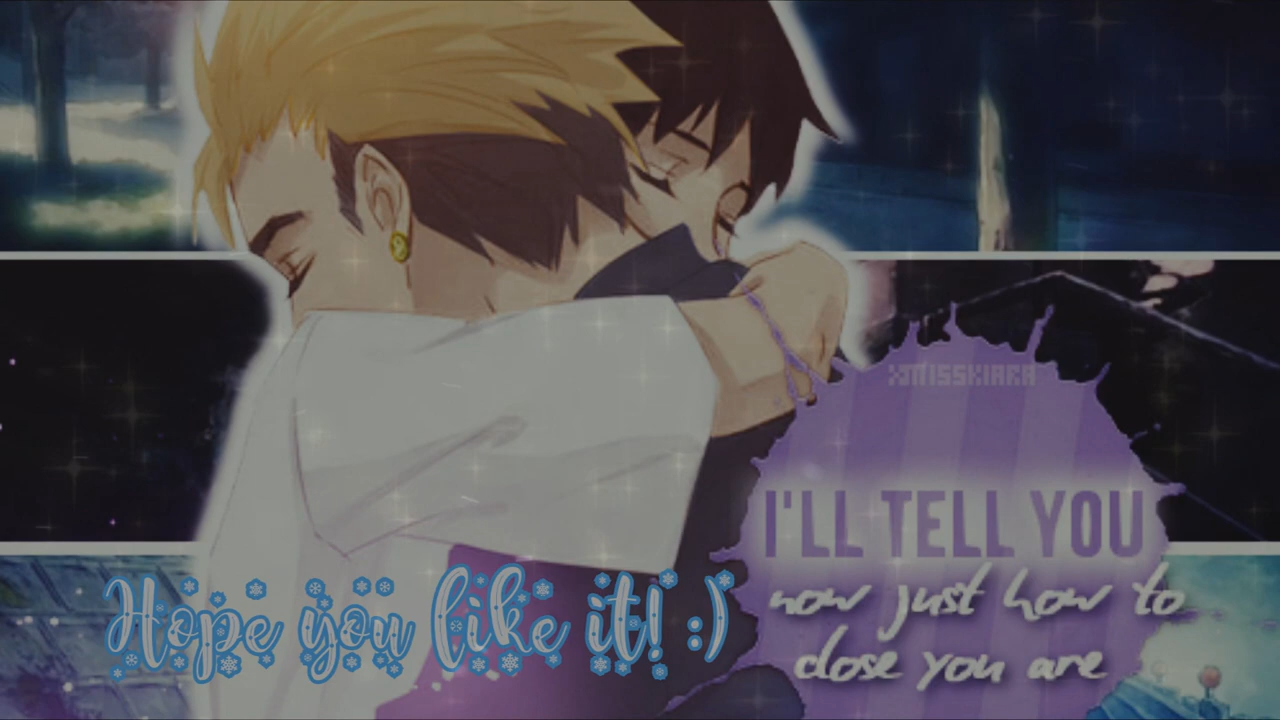 XMISSKIARA
I'LL TELL YOU
now just how to
close you are
Hope you like it! :)